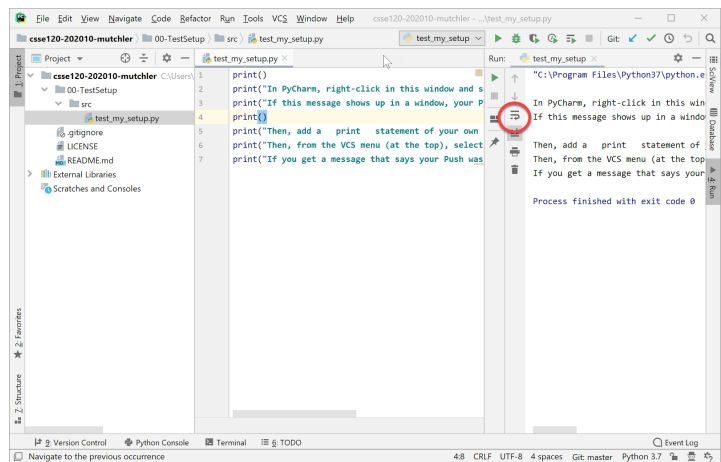 File Edit View Navigate Code Refactor Run Tools VCS Window Help csse120-202010-mutchler - ...\test_my_setup.py
csse120-202010-mutchler 00-TestSetup src test_my_setup.py test_my_setup Git:
1: Project
Project
csse120-202010-mutchler C:\Users\
00-TestSetup
src
test_my_setup.py
.gitignore
LICENSE
README.md
External Libraries
Scratches and Consoles
2: Favorites
7: Structure
test_my_setup.py
1 print()
2 print("In PyCharm, right-click in this window and s
3 print("If this message shows up in a window, your P
4 print()
5 print("Then, add a print statement of your own
6 print("Then, from the VCS menu (at the top), select
7 print("If you get a message that says your Push was
Run: test_my_setup
"C:\Program Files\Python37\python.e
In PyCharm, right-click in this win
If this message shows up in a windo
Then, add a print statement of
Then, from the VCS menu (at the top
If you get a message that says your
Process finished with exit code 0
SciView
Database
4: Run
9: Version Control Python Console Terminal 6: TODO Event Log
Navigate to the previous occurrence 4:8 CRLF UTF-8 4 spaces Git: master Python 3.7